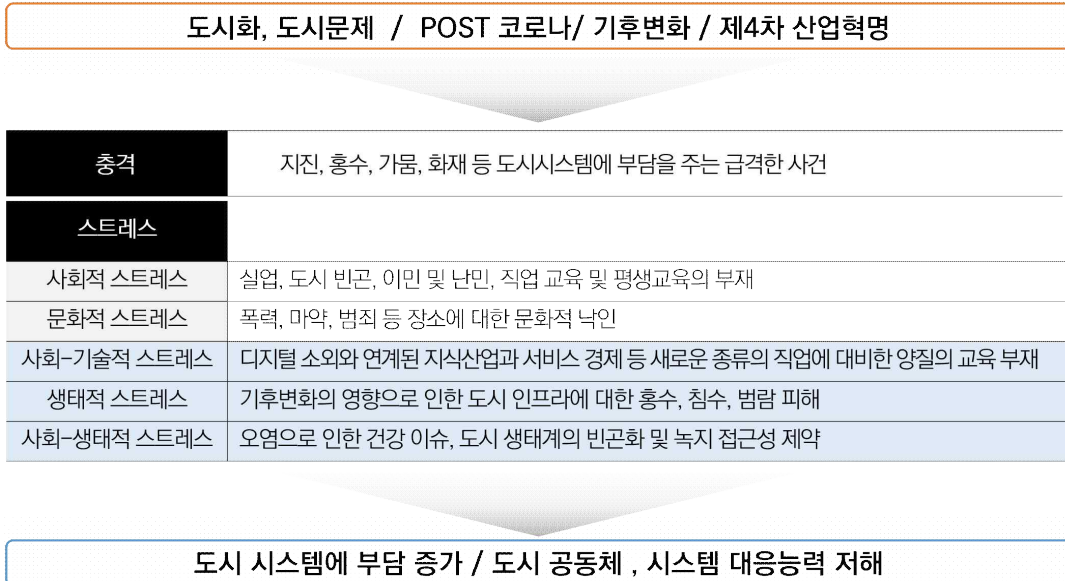 도시화, 도시문제 / POST 코로나/ 기후변화 / 제4차 산업혁명
충격 지진, 홍수, 가뭄, 화재 등 도시시스템에 부담을 주는 급격한 사건
스트레스
사회적 스트레스 실업, 도시 빈곤, 이민 및 난민, 직업 교육 및 평생교육의 부재
문화적 스트레스 폭력, 마약, 범죄 등 장소에 대한 문화적 낙인
사회-기술적 스트레스 디지털 소외와 연계된 지식산업과 서비스 경제 등 새로운 종류의 직업에 대비한 양질의 교육 부재
생태적 스트레스 기후변화의 영향으로 인한 도시 인프라에 대한 홍수, 침수, 범람 피해
사회-생태적 스트레스 오염으로 인한 건강 이슈, 도시 생태계의 빈곤화 및 녹지 접근성 제약
도시 시스템에 부담 증가 / 도시 공동체 , 시스템 대응능력 저해